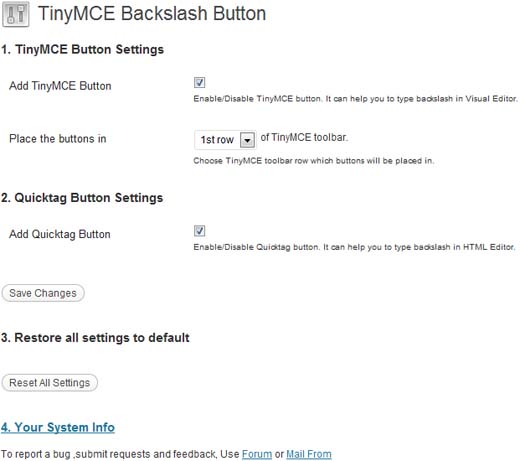 TinyMCE Backslash Button
1. TinyMCE Button Settings
Add TinyMCE Button
Enable/Disable TinyMCE button. It can help you to type backslash in Visual Editor.
Place the buttons in
1st row of TinyMCE toolbar.
Choose TinyMCE toolbar row which buttons will be placed in.
2. Quicktag Button Settings
Add Quicktag Button
Enable/Disable Quicktag button. It can help you to type backslash in HTML Editor.
Save Changes
3. Restore all settings to default
Reset All Settings
4. Your System Info
To report a bug ,submit requests and feedback, Use Forum or Mail From